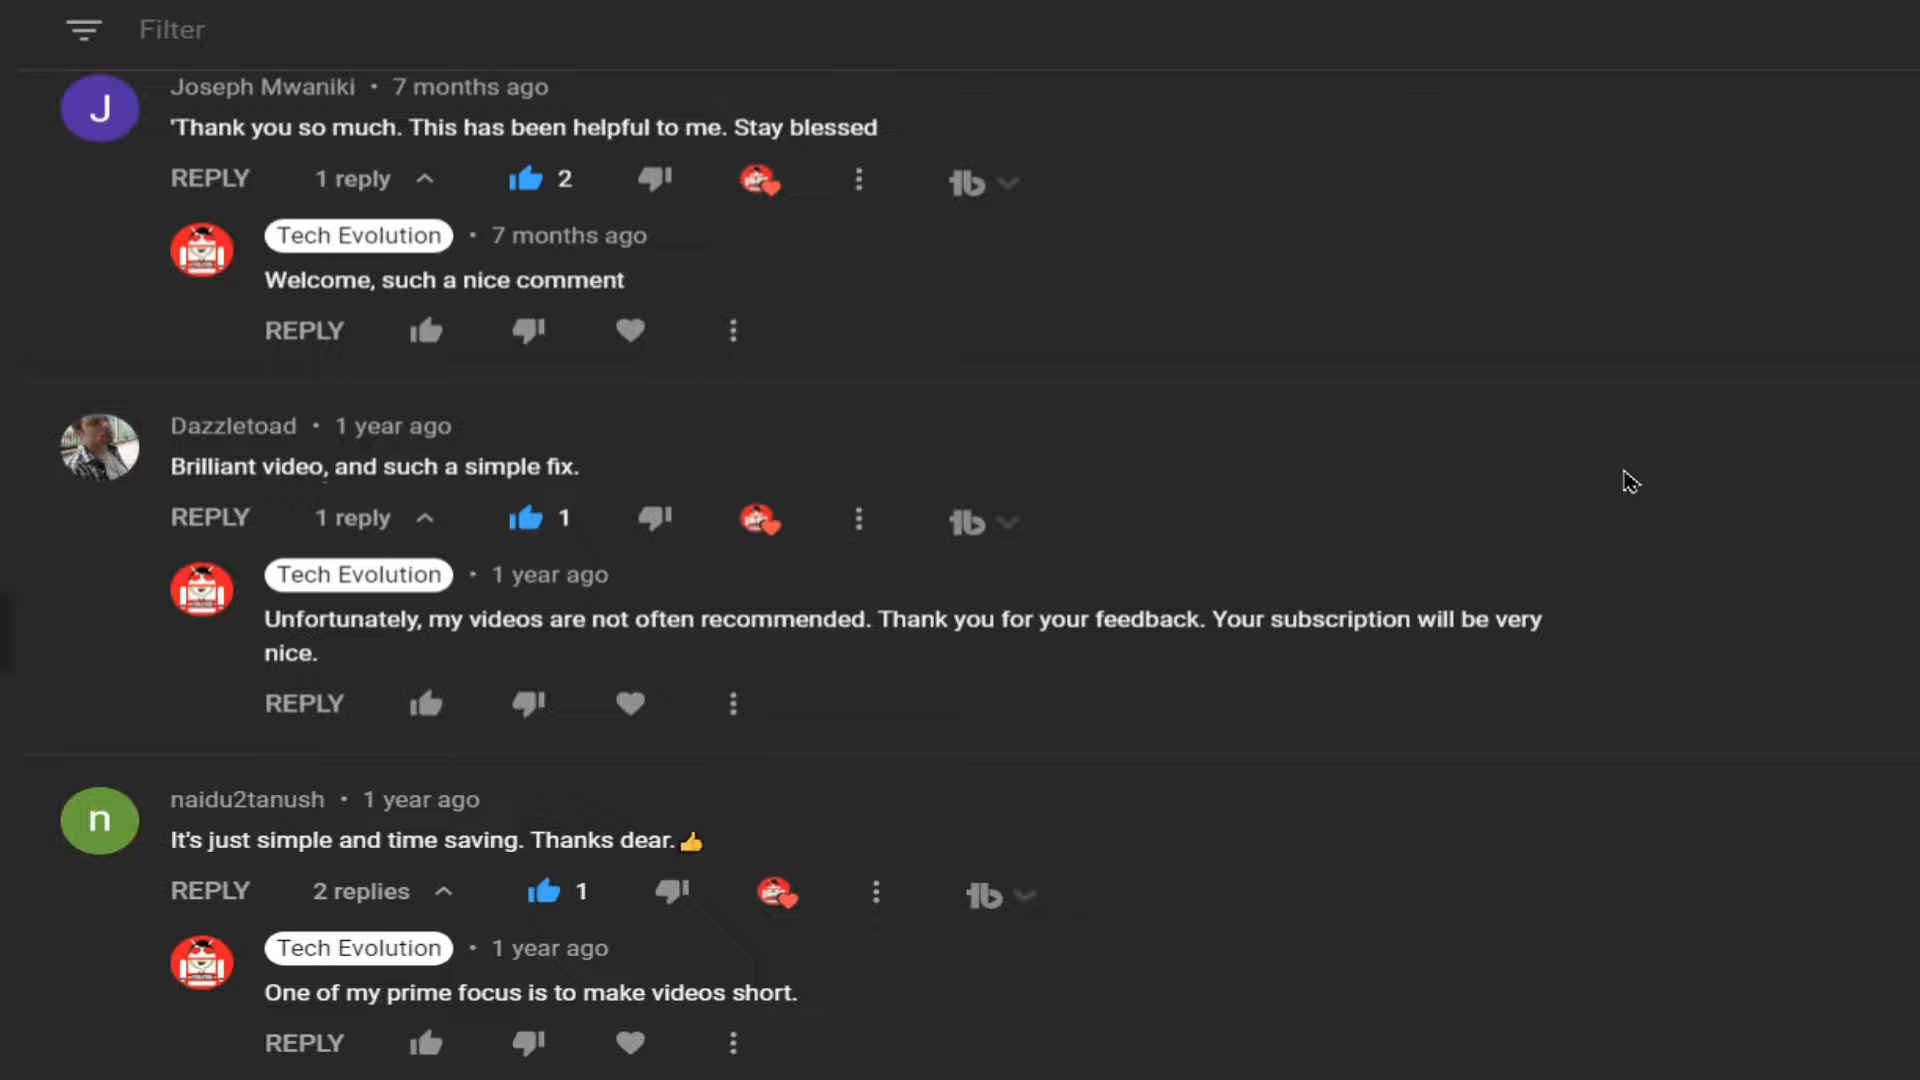 Filter
Joseph Mwaniki • 7 months ago
'Thank you so much. This has been helpful to me. Stay blessed
REPLY 1 reply 2
Tech Evolution • 7 months ago
Welcome, such a nice comment
REPLY
Dazzletoad • 1 year ago
Brilliant video, and such a simple fix.
REPLY 1 reply 1
Tech Evolution • 1 year ago
Unfortunately, my videos are not often recommended. Thank you for your feedback. Your subscription will be very
nice.
REPLY
n
naidu2tanush • 1 year ago
It's just simple and time saving. Thanks dear.👍
REPLY 2 replies 1
Tech Evolution • 1 year ago
One of my prime focus is to make videos short.
REPLY